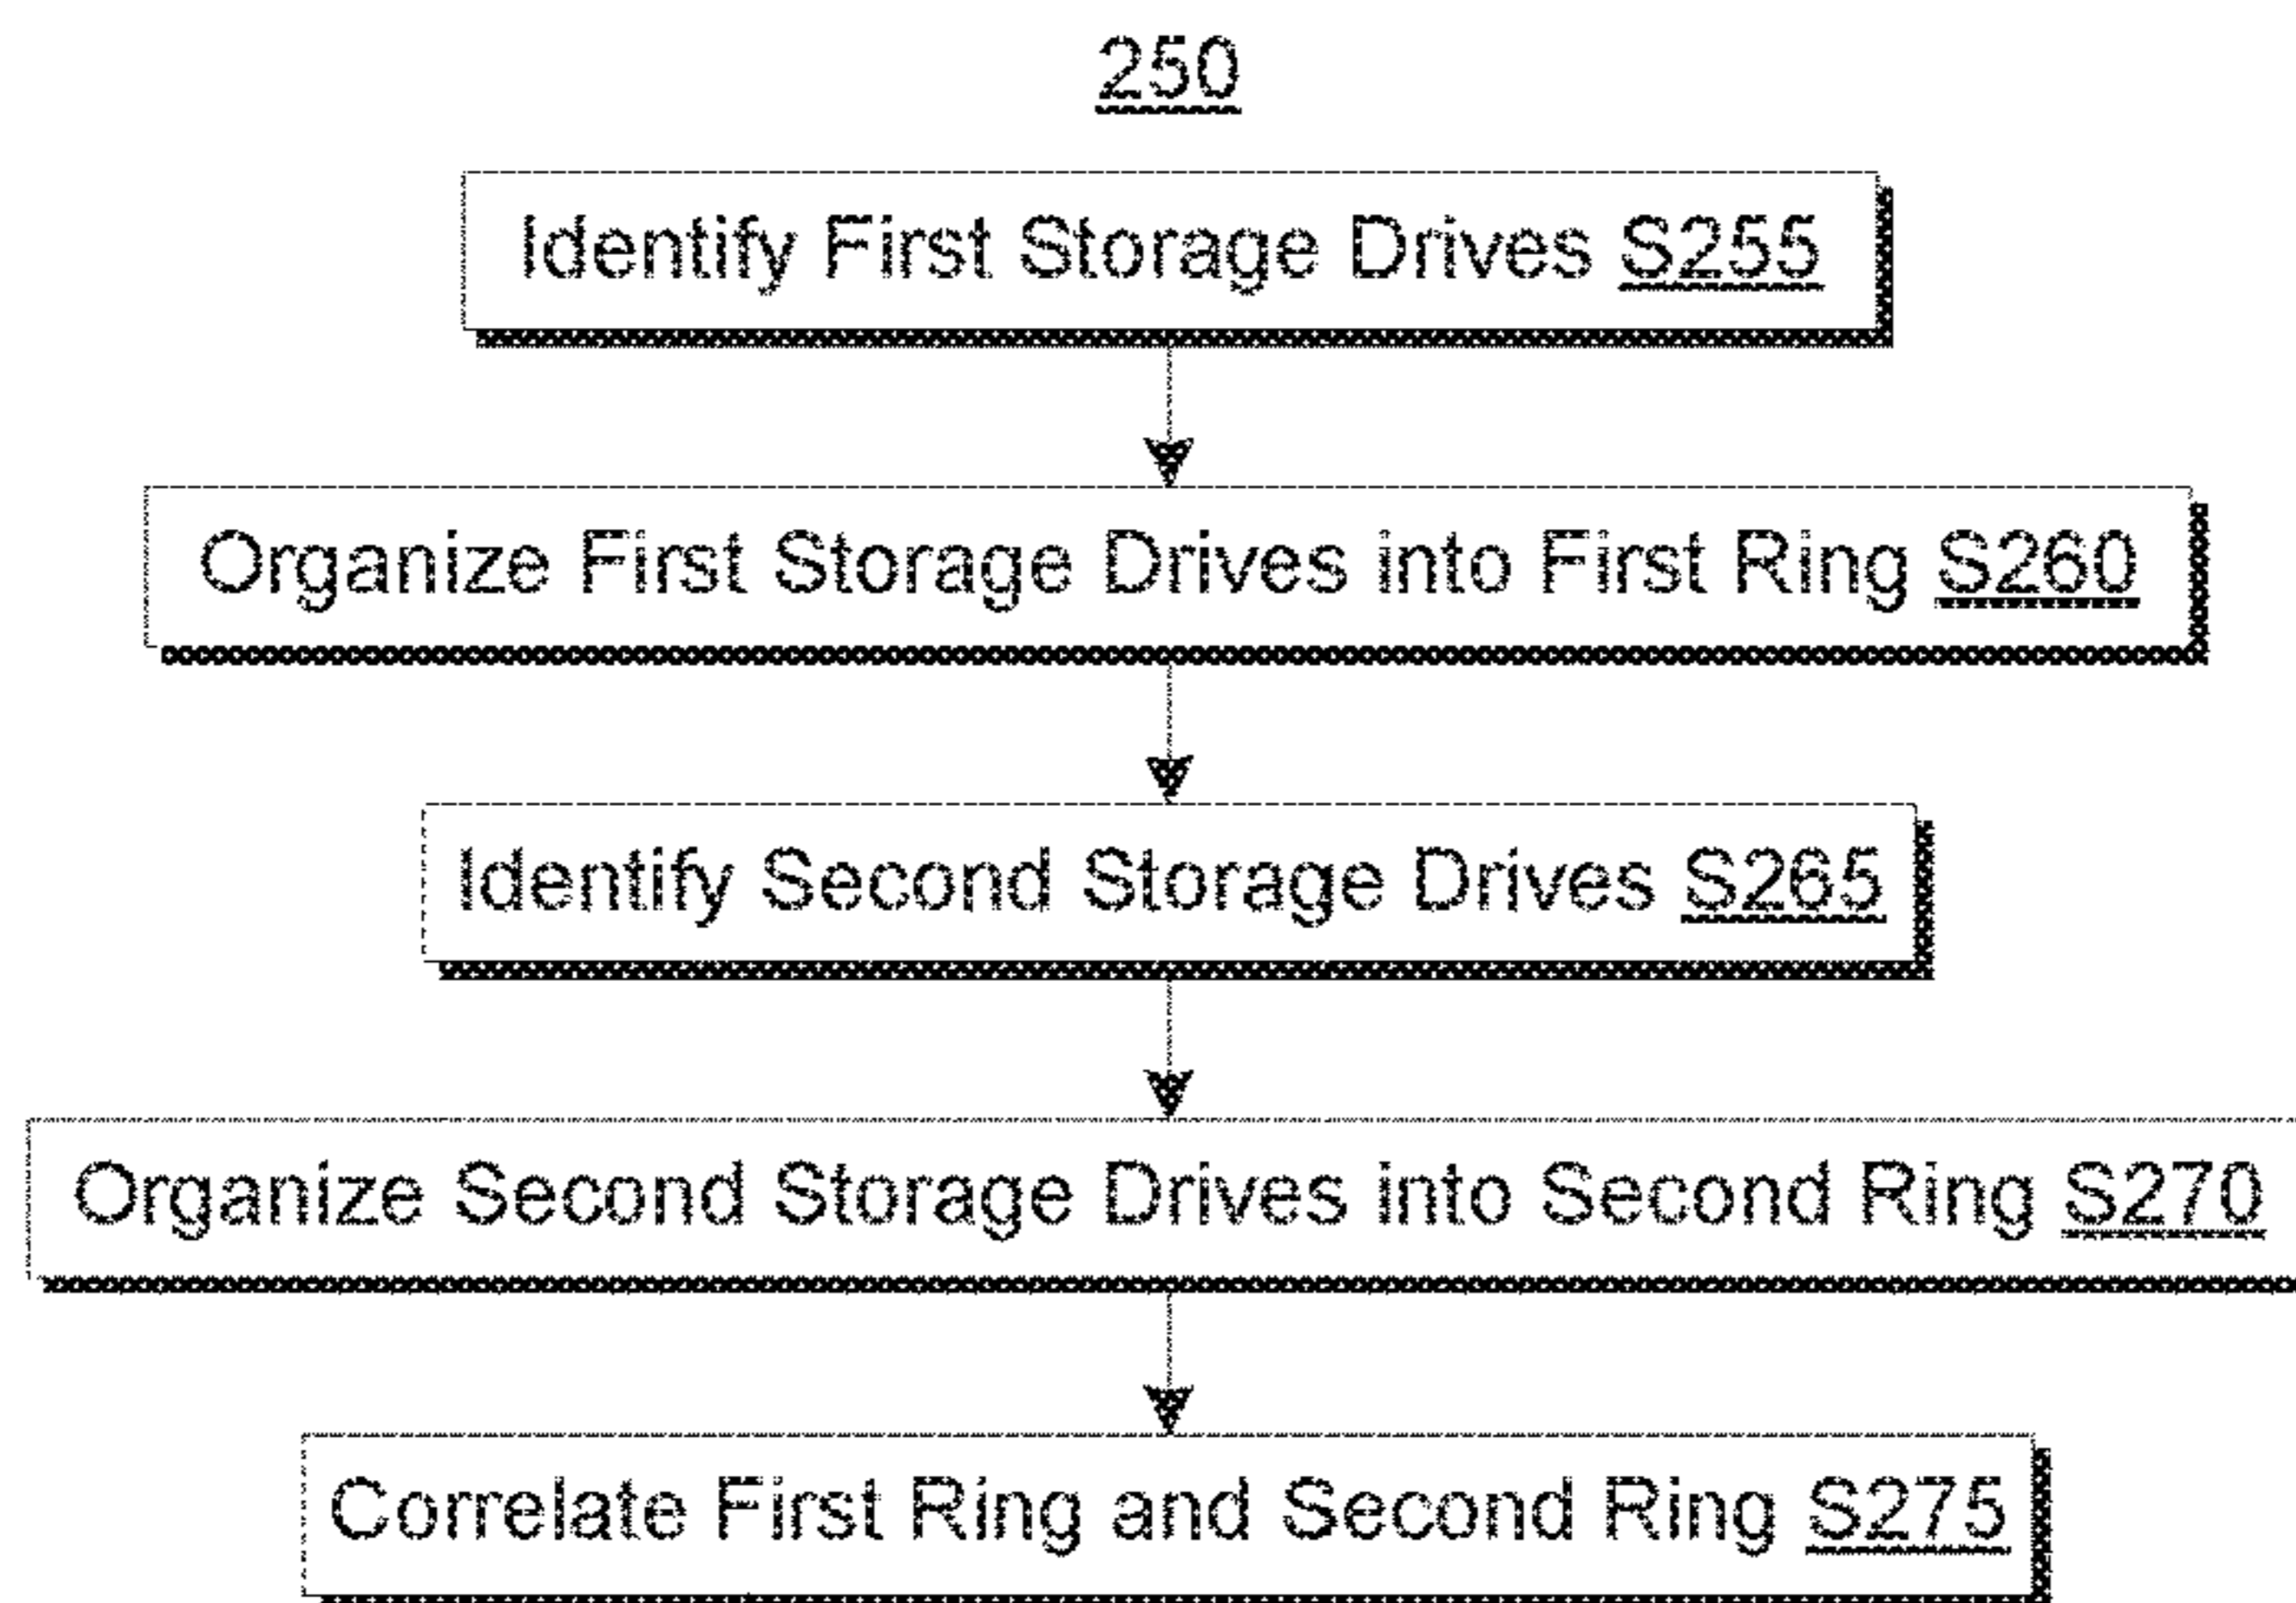 250
Identify First Storage Drives S255
Organize First Storage Drives into First Ring S260
Identify Second Storage Drives S265
Organize Second Storage Drives into Second Ring S270
Correlate First Ring and Second Ring S275